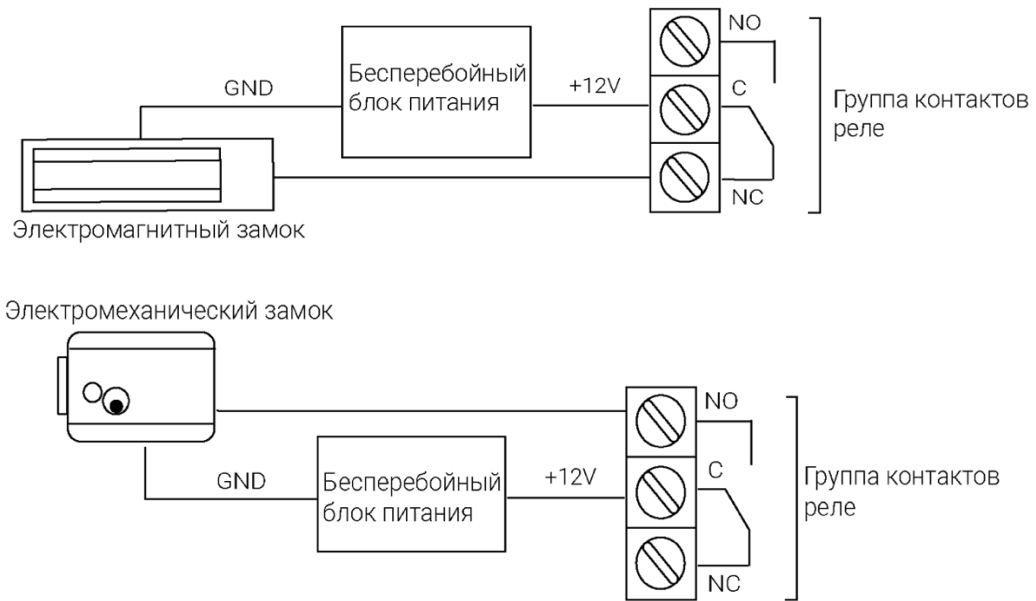 NO
Бесперебойный
блок питания
GND
+12V
C
Группа контактов
реле
NC
Электромагнитный замок
Электромеханический замок
NO
GND
Бесперебойный
блок питания
+12V
C
Группа контактов
реле
NC